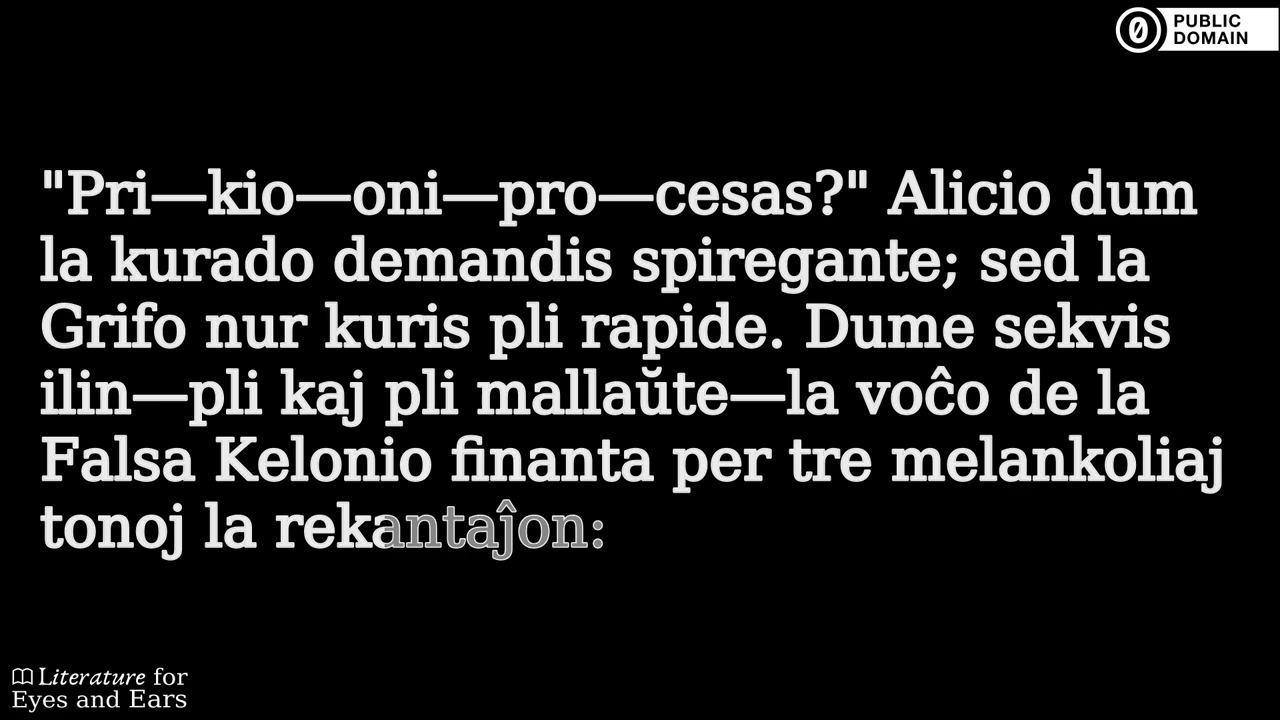 PUBLIC
DOMAIN
"Pri—kio—oni—pro—cesas?" Alicio dum
la kurado demandis spiregante; sed la
Grifo nur kuris pli rapide. Dume sekvis
ilin—pli kaj pli mallaŭte—la voĉo de la
Falsa Kelonio finanta per tre melankoliaj
tonoj la rekantaĵon:
Literature for
Eyes and Ears